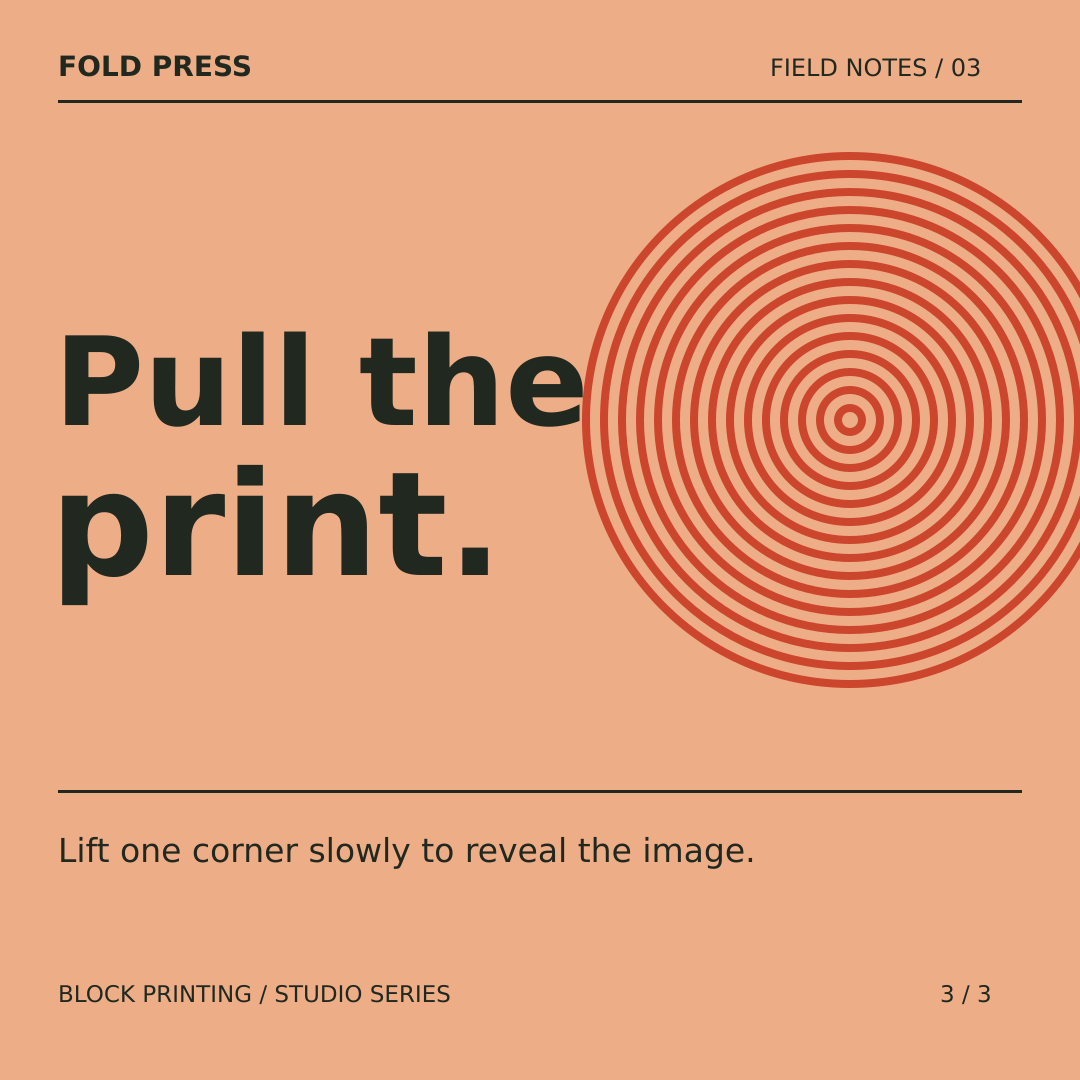 FOLD PRESS
FIELD NOTES / 03
Pull the
print.
Lift one corner slowly to reveal the image.
BLOCK PRINTING / STUDIO SERIES
3 / 3